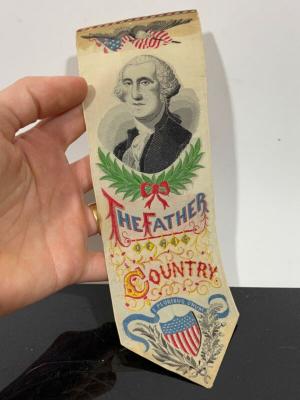 THE FATHER
OF HIS
COUNTRY
E PLURIBUS UNUM